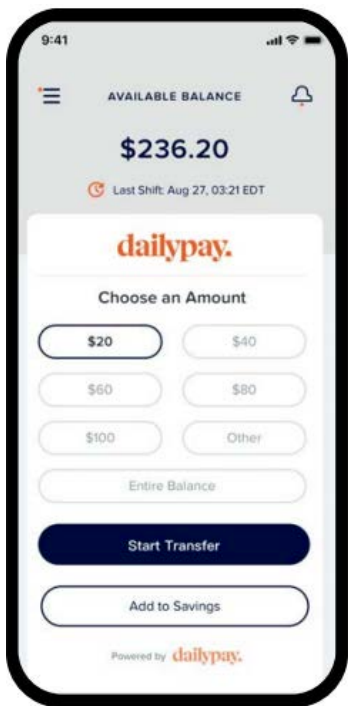 9:41
AVAILABLE BALANCE
$236.20
Last Shift: Aug 27, 03:21 EDT
dailypay.
Choose an Amount
$20 $40
$60 $80
$100 Other
Entire Balance
Start Transfer
Add to Savings
Powered by dailypay.